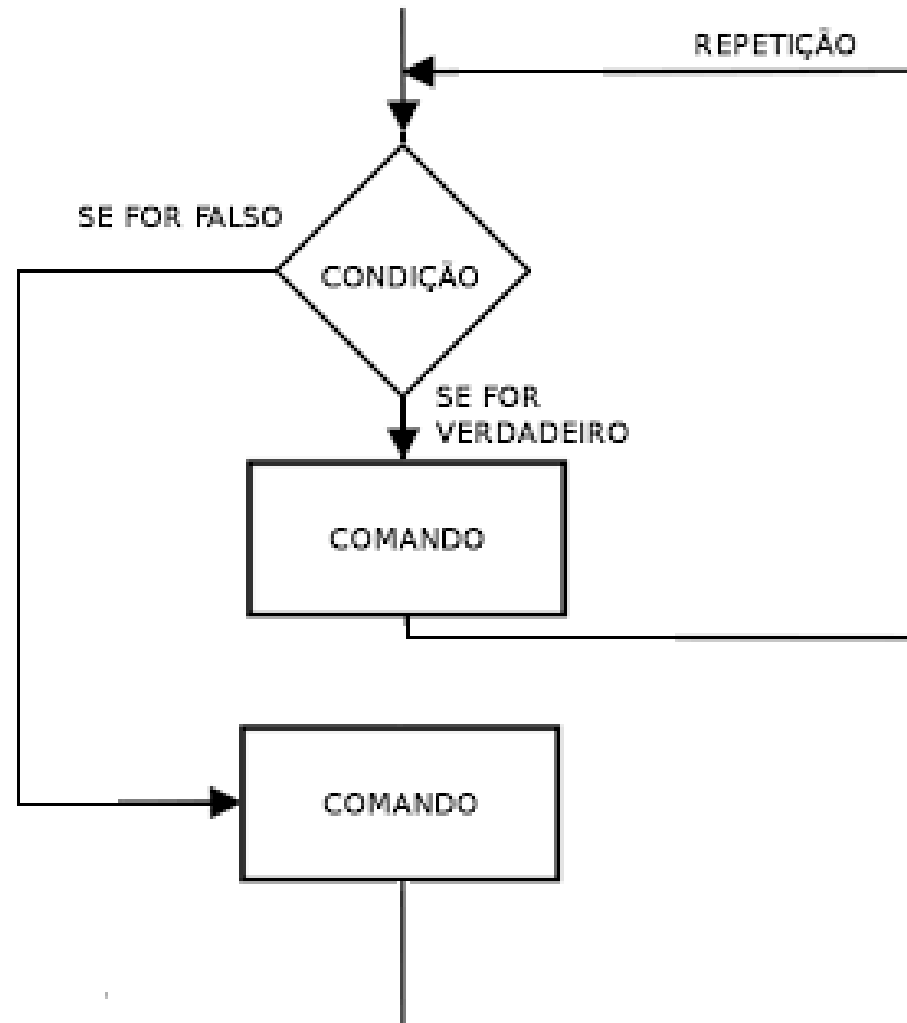 REPETIÇÃO
SE FOR FALSO
CONDIÇÃO
SE FOR
VERDADEIRO
COMANDO
COMANDO